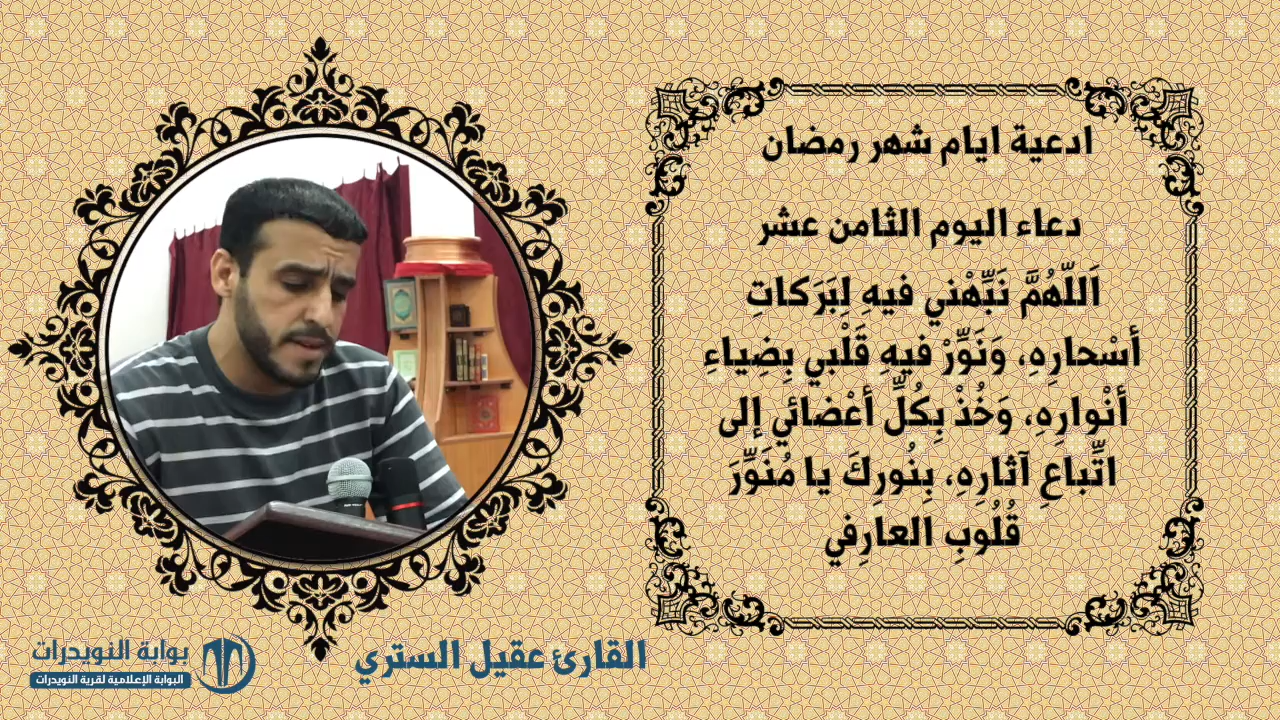 ادعية ايام شهر رمضان
دعاء اليوم الثامن عشر
اَللّهُمَّ نَبِّهْني فيهِ لِبَرَكاتِ
أسْحارِهِ، وَنَوِّرْ فيهِ قَلْبي بِضِياءِ
أنْوارِهِ، وَخُذْ بِكُلِّ أعْضائي إلى
اتِّباعِ آثارِهِ، بِنُورِكَ يا مُنَوِّرَ
قُلُوبِ العارِفي
القارئ عقيل الستري
بوابة النويدرات
البوابة الإعلامية لقرية النويدرات